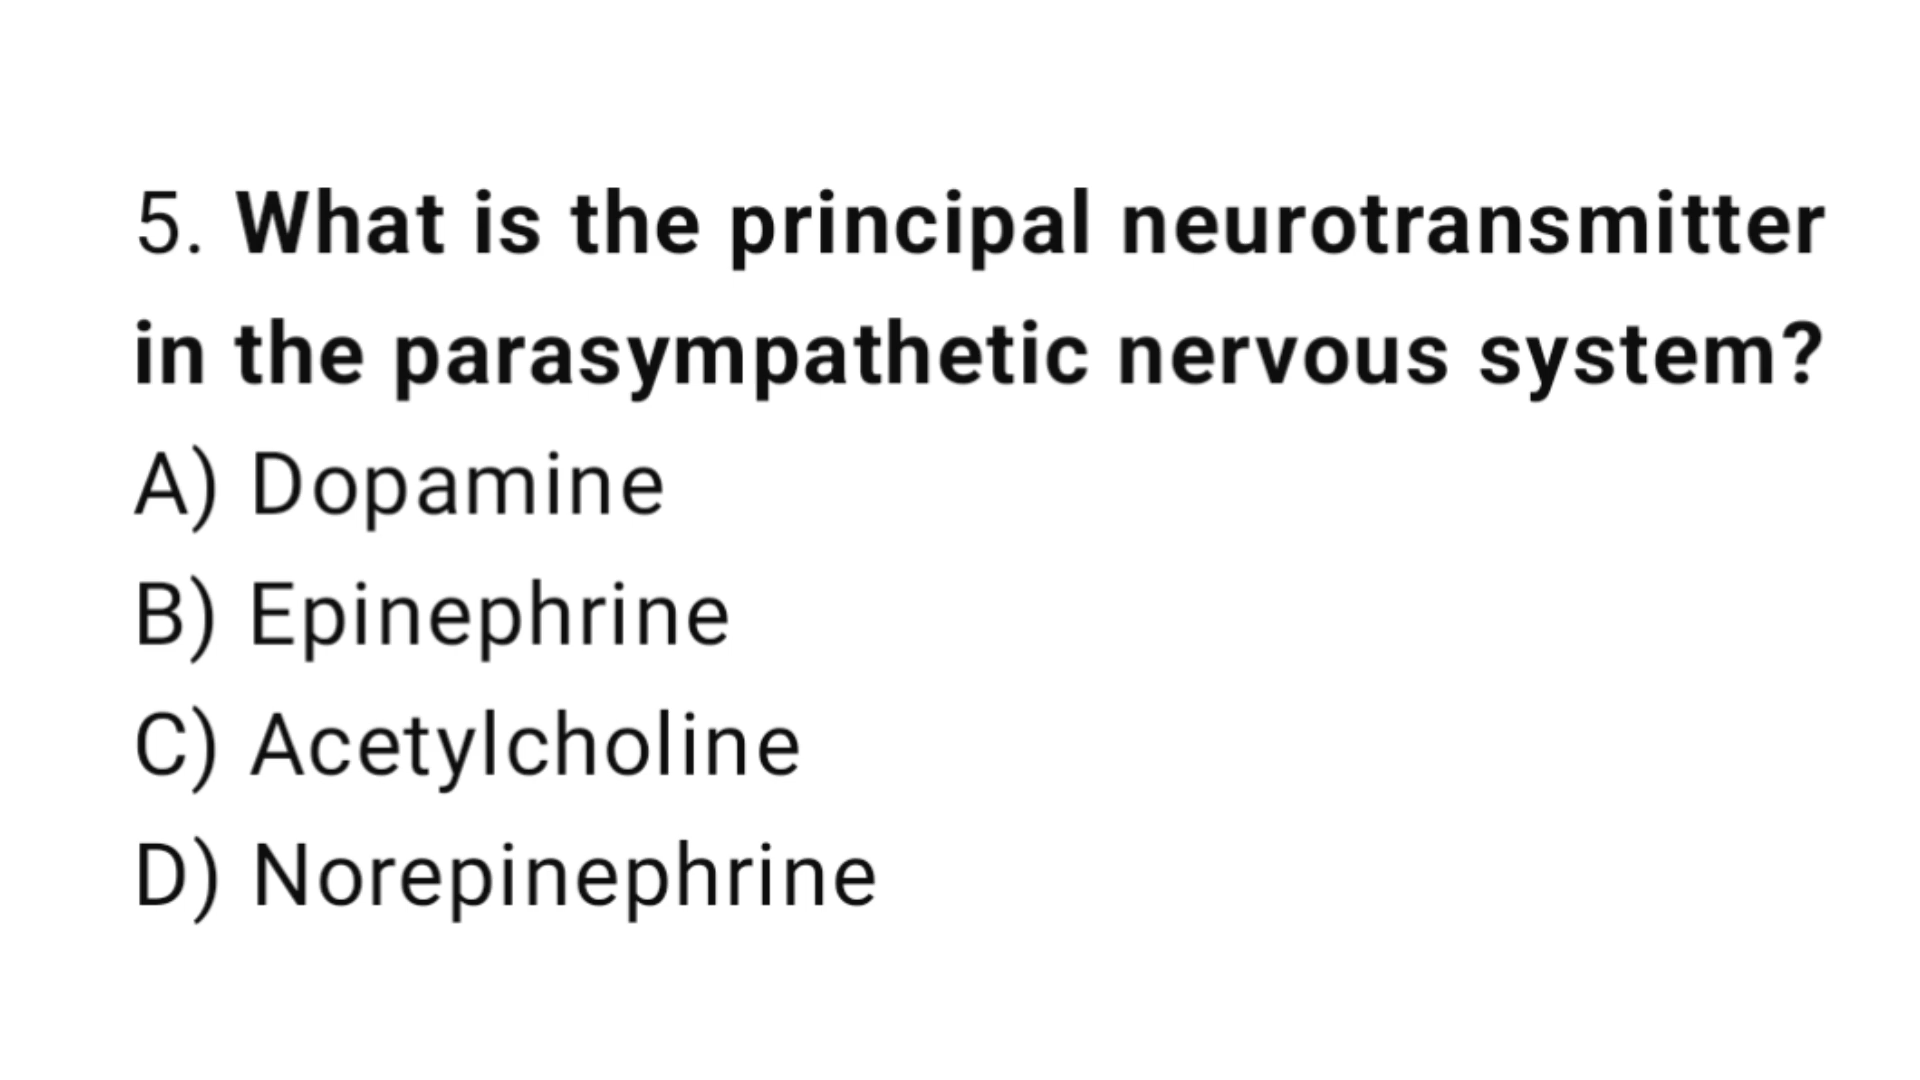 5. What is the principal neurotransmitter
in the parasympathetic nervous system?
A) Dopamine
B) Epinephrine
C) Acetylcholine
D) Norepinephrine